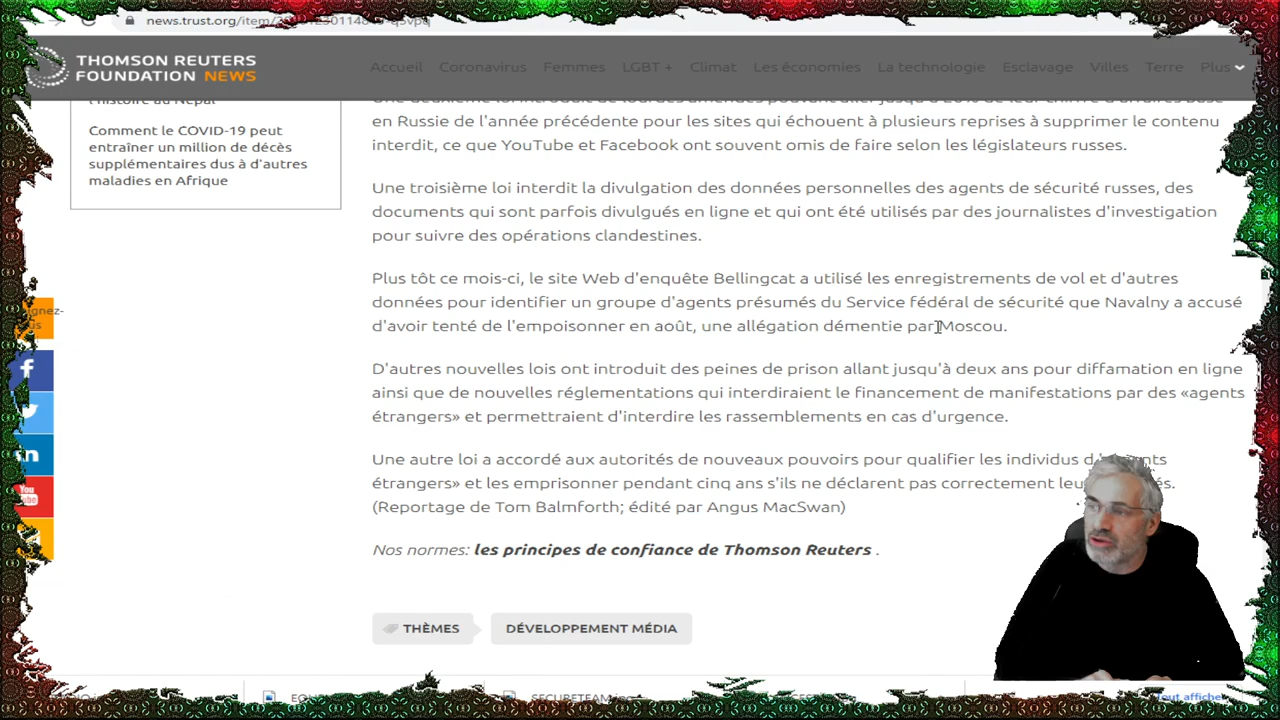 news.trust.org/item/
THOMSON REUTERS
FOUNDATION NEWS
Accueil Coronavirus Femmes LGBT + Climat Les économies La technologie Esclavage Villes Terre Plus
l'histoire au Népal
Comment le COVID-19 peut
entraîner un million de décès
supplémentaires dus à d'autres
maladies en Afrique
Une deuxième loi introduit de lourdes amendes pouvant aller jusqu'à 20% de leur chiffre d'affaires basé
en Russie de l'année précédente pour les sites qui échouent à plusieurs reprises à supprimer le contenu
interdit, ce que YouTube et Facebook ont souvent omis de faire selon les législateurs russes.
Une troisième loi interdit la divulgation des données personnelles des agents de sécurité russes, des
documents qui sont parfois divulgués en ligne et qui ont été utilisés par des journalistes d'investigation
pour suivre des opérations clandestines.
Plus tôt ce mois-ci, le site Web d'enquête Bellingcat a utilisé les enregistrements de vol et d'autres
données pour identifier un groupe d'agents présumés du Service fédéral de sécurité que Navalny a accusé
d'avoir tenté de l'empoisonner en août, une allégation démentie par Moscou.
D'autres nouvelles lois ont introduit des peines de prison allant jusqu'à deux ans pour diffamation en ligne
ainsi que de nouvelles réglementations qui interdiraient le financement de manifestations par des «agents
étrangers» et permettraient d'interdire les rassemblements en cas d'urgence.
Une autre loi a accordé aux autorités de nouveaux pouvoirs pour qualifier les individus
étrangers» et les emprisonner pendant cinq ans s'ils ne déclarent pas correctement
(Reportage de Tom Balmforth; édité par Angus MacSwan)
Nos normes: les principes de confiance de Thomson Reuters .
THÈMES
DÉVELOPPEMENT MÉDIA
You
Tout affiche